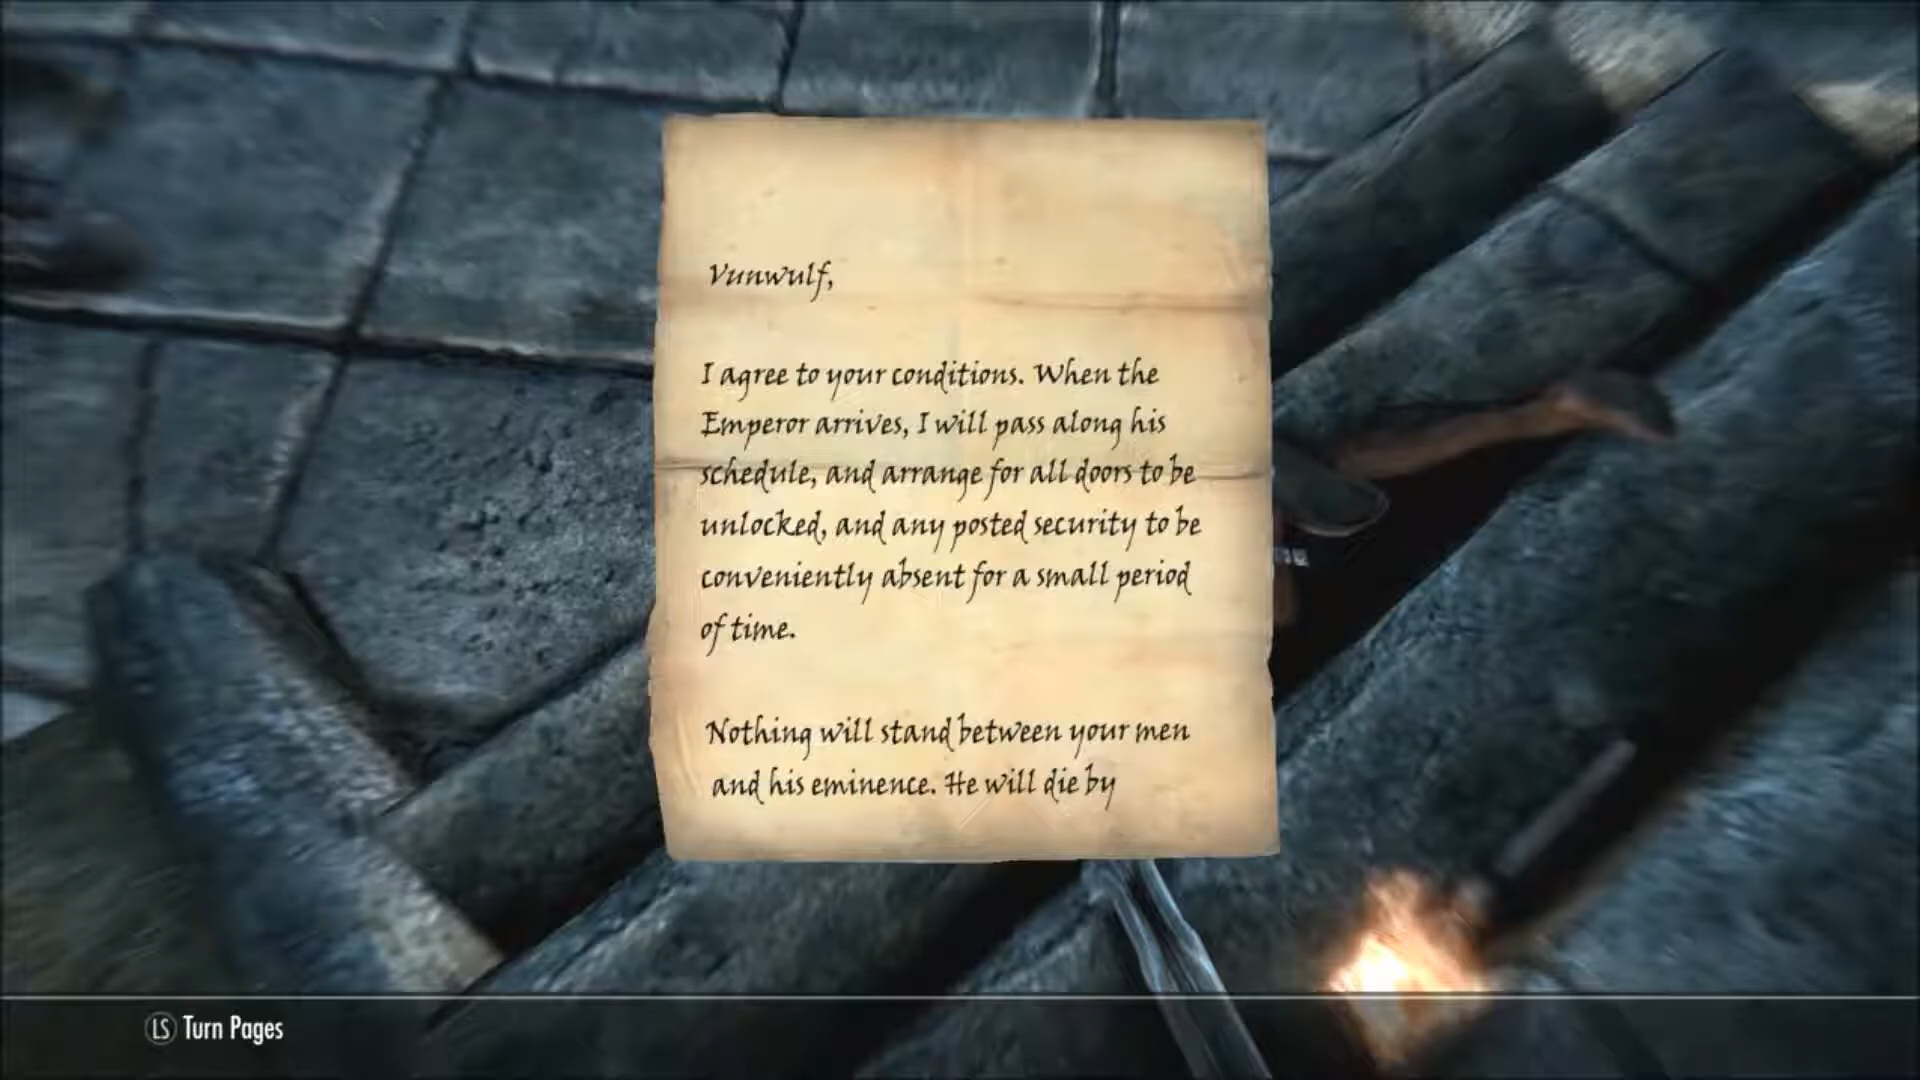 Vunwulf,
I agree to your conditions. When the
Emperor arrives, I will pass along his
schedule, and arrange for all doors to be
unlocked, and any posted security to be
conveniently absent for a small period
of time.
Nothing will stand between your men
and his eminence. He will die by
LS Turn Pages